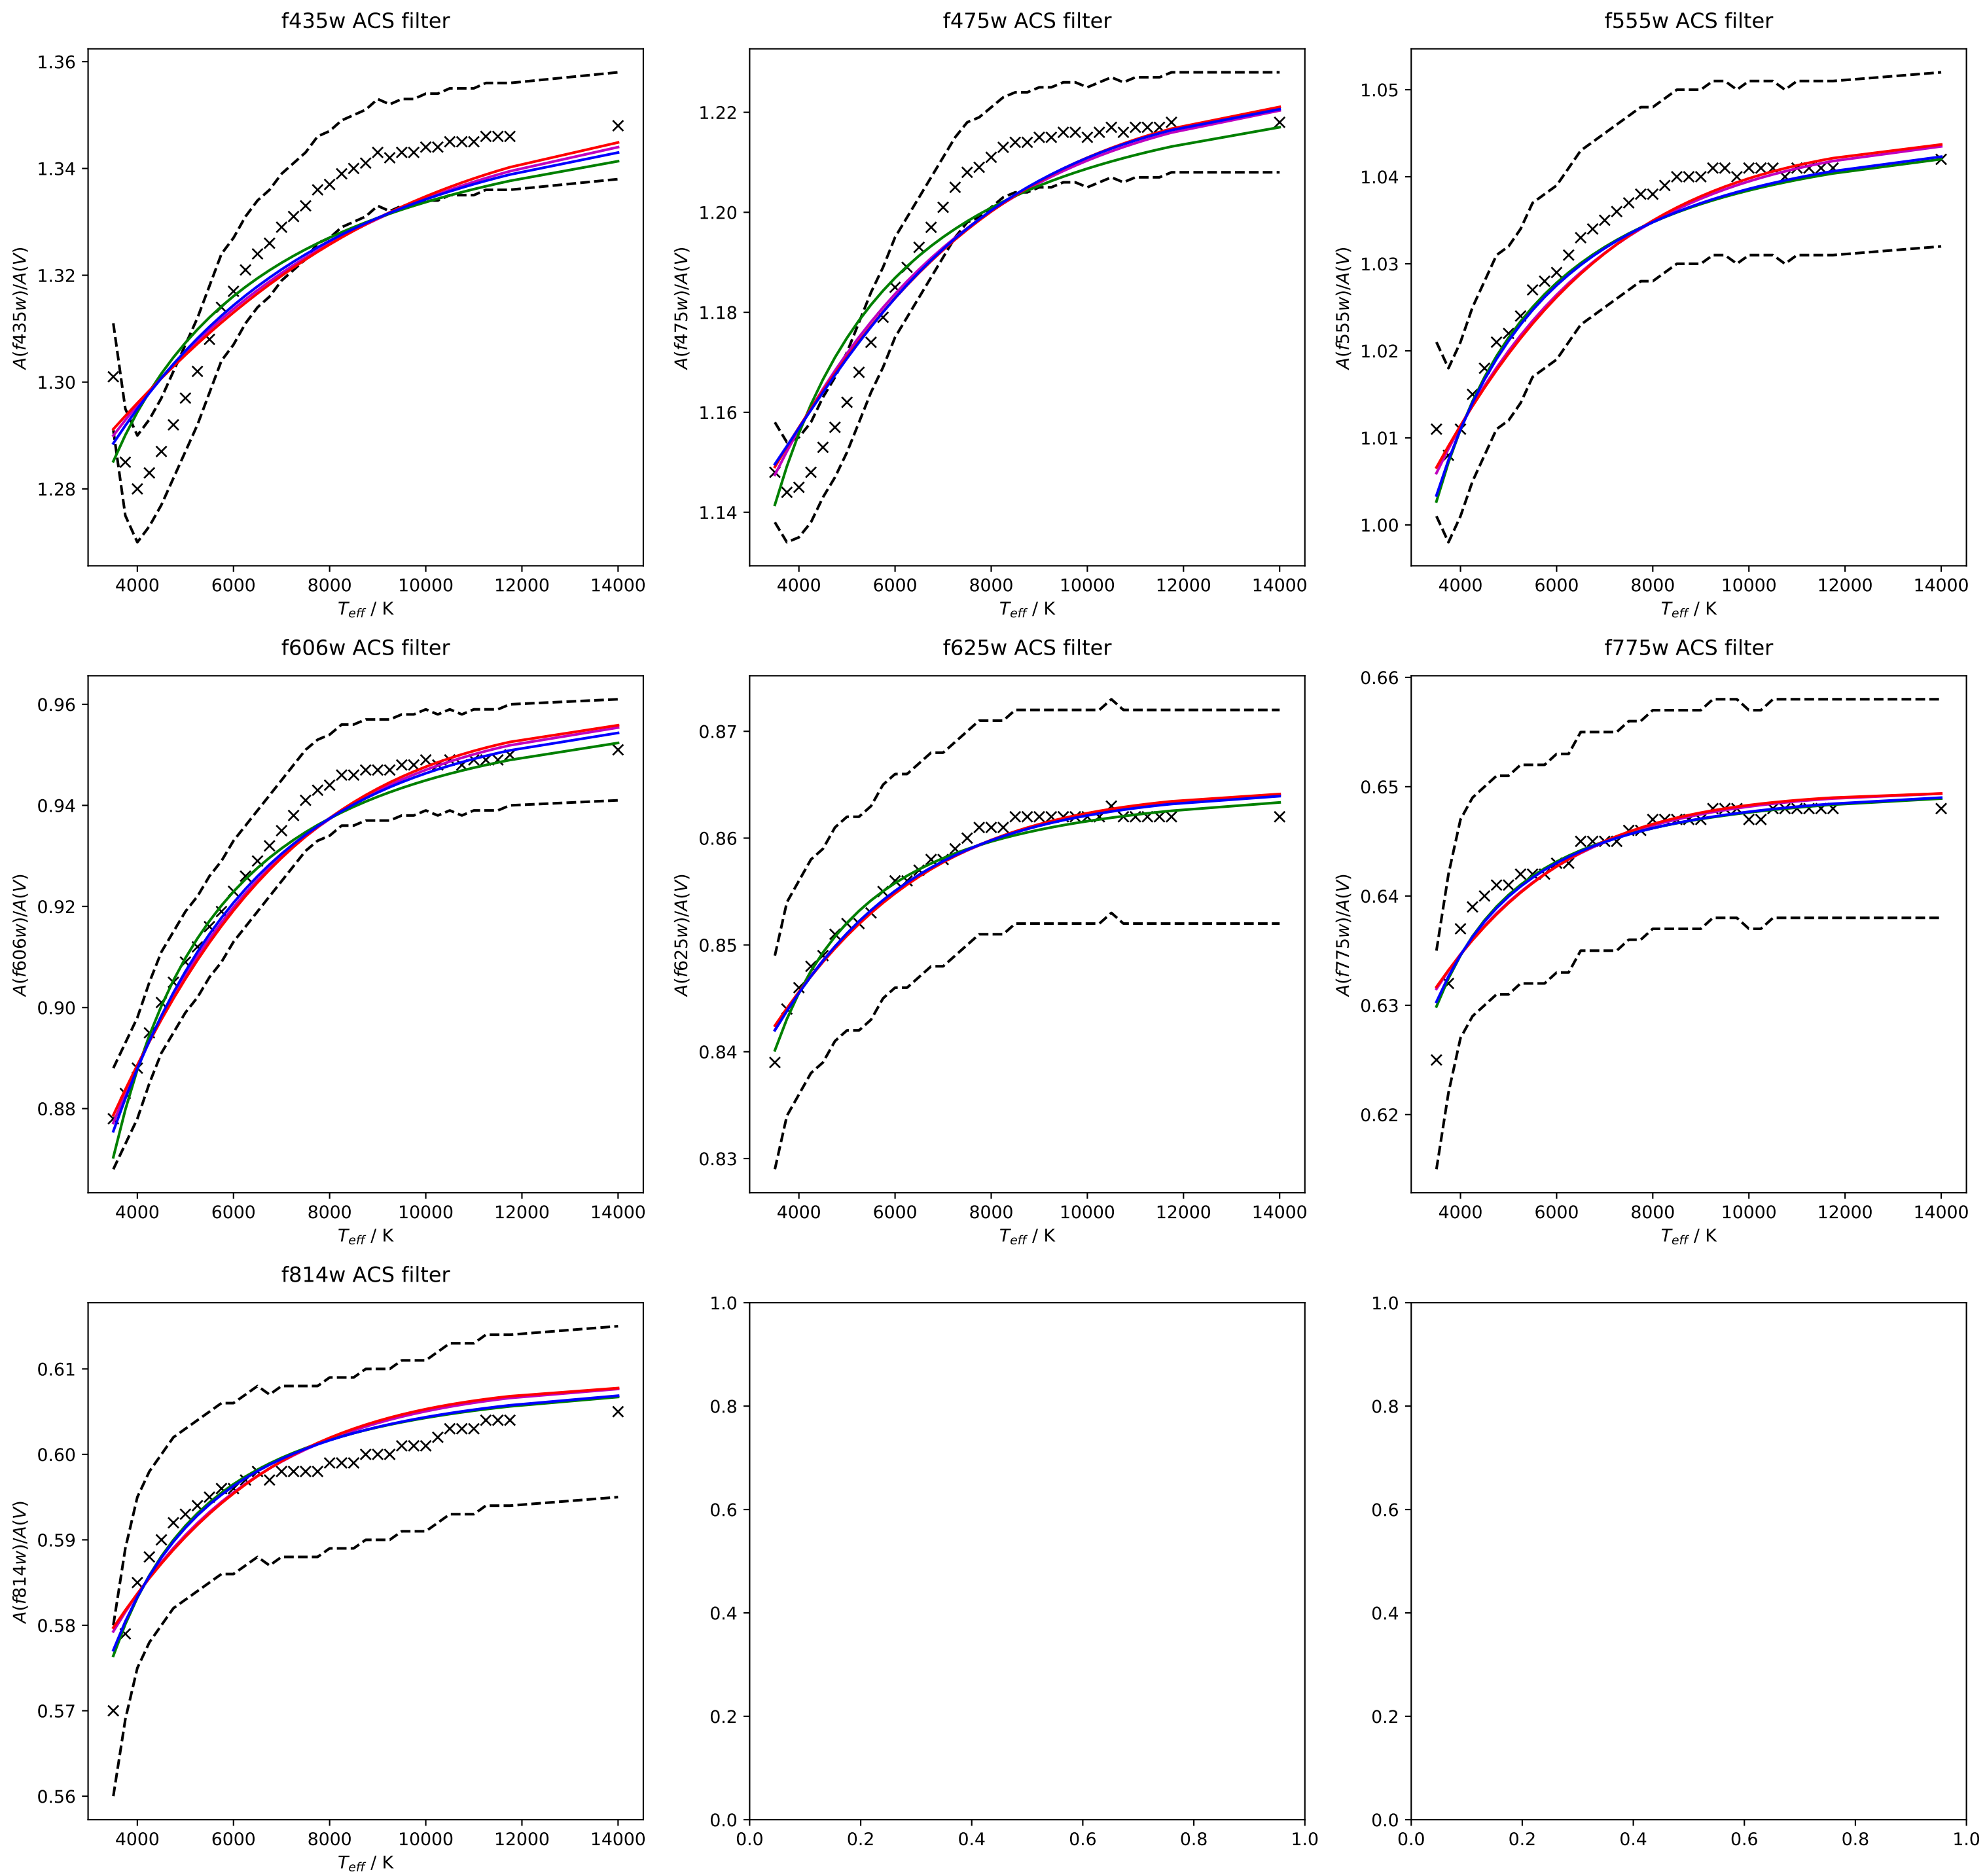 f435w ACS filter
f475w ACS filter
f555w ACS filter
1.36
1.34
1.32
1.30
1.28
A(f435w)/A(V)
4000 6000 8000 10000 12000 14000
T_eff / K
1.22
1.20
1.18
1.16
1.14
A(f475w)/A(V)
4000 6000 8000 10000 12000 14000
T_eff / K
1.05
1.04
1.03
1.02
1.01
1.00
A(f555w)/A(V)
4000 6000 8000 10000 12000 14000
T_eff / K
f606w ACS filter
f625w ACS filter
f775w ACS filter
0.96
0.94
0.92
0.90
0.88
A(f606w)/A(V)
4000 6000 8000 10000 12000 14000
T_eff / K
0.87
0.86
0.85
0.84
0.83
A(f625w)/A(V)
4000 6000 8000 10000 12000 14000
T_eff / K
0.66
0.65
0.64
0.63
0.62
A(f775w)/A(V)
4000 6000 8000 10000 12000 14000
T_eff / K
f814w ACS filter
0.61
0.60
0.59
0.58
0.57
0.56
A(f814w)/A(V)
4000 6000 8000 10000 12000 14000
T_eff / K
1.0
0.8
0.6
0.4
0.2
0.0
0.0 0.2 0.4 0.6 0.8 1.0
1.0
0.8
0.6
0.4
0.2
0.0
0.0 0.2 0.4 0.6 0.8 1.0